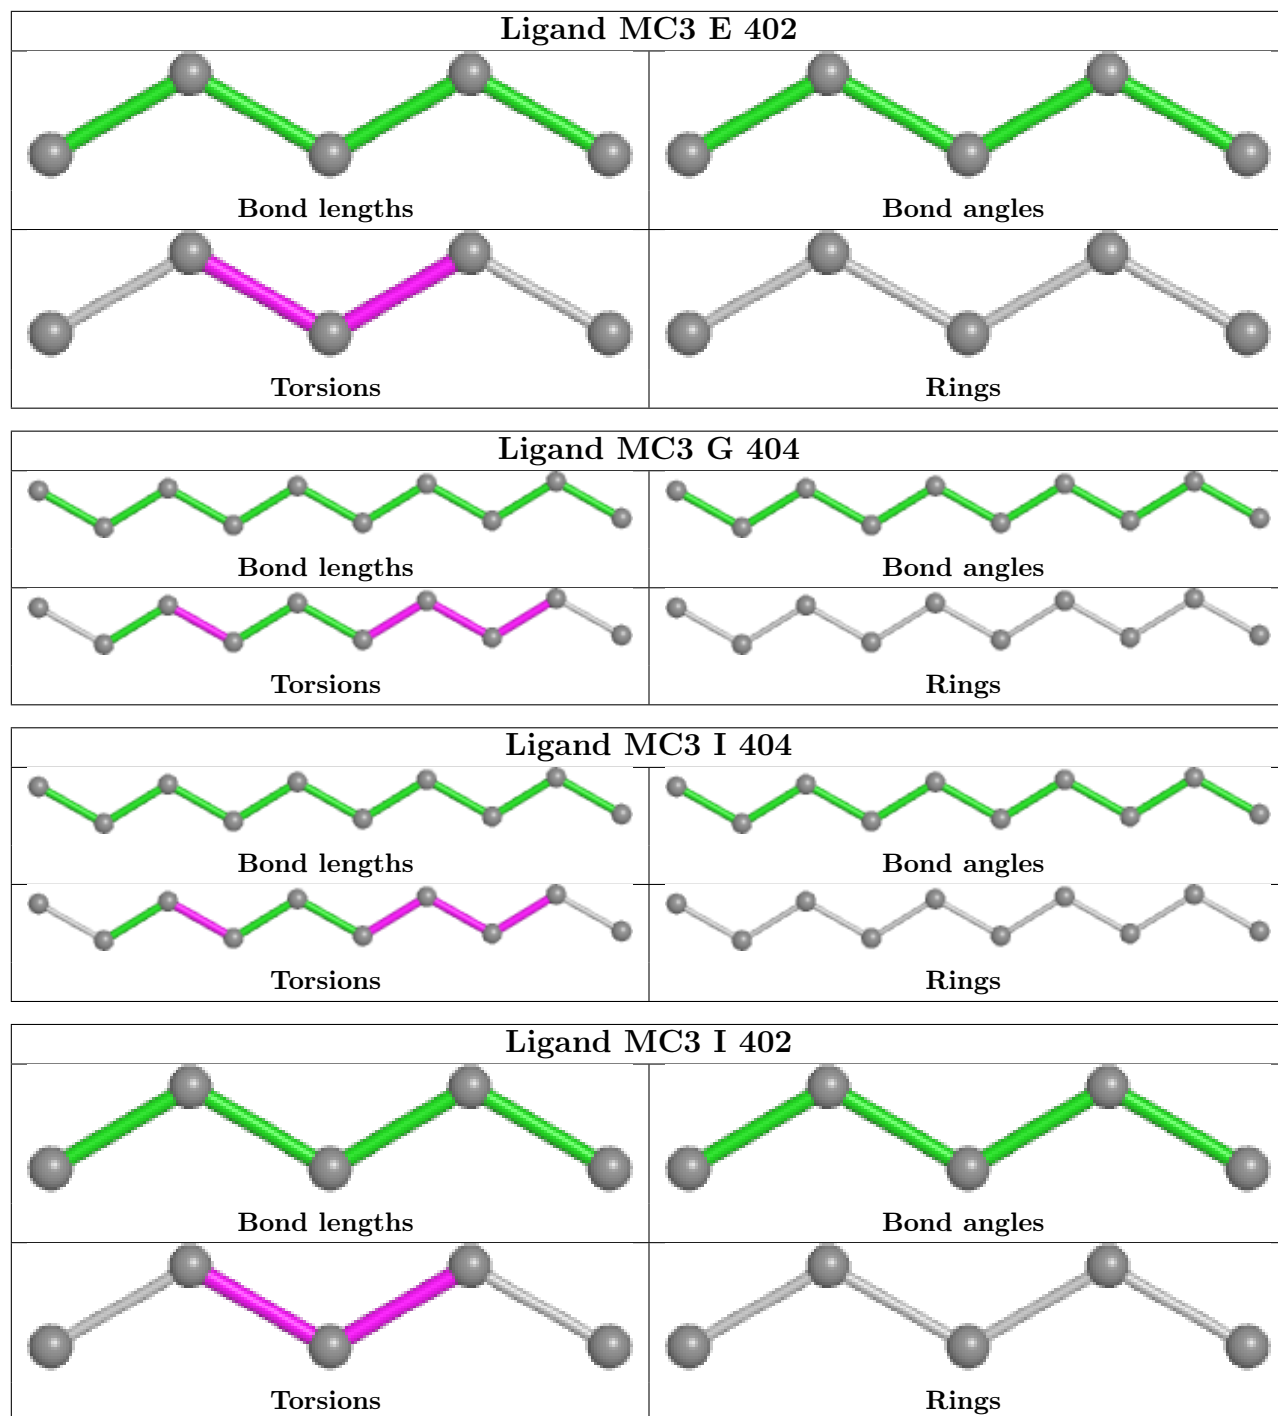 Ligand MC3 E 402
Bond lengths Bond angles
Torsions Rings
Ligand MC3 G 404
Bond lengths Bond angles
Torsions Rings
Ligand MC3 I 404
Bond lengths Bond angles
Torsions Rings
Ligand MC3 I 402
Bond lengths Bond angles
Torsions Rings